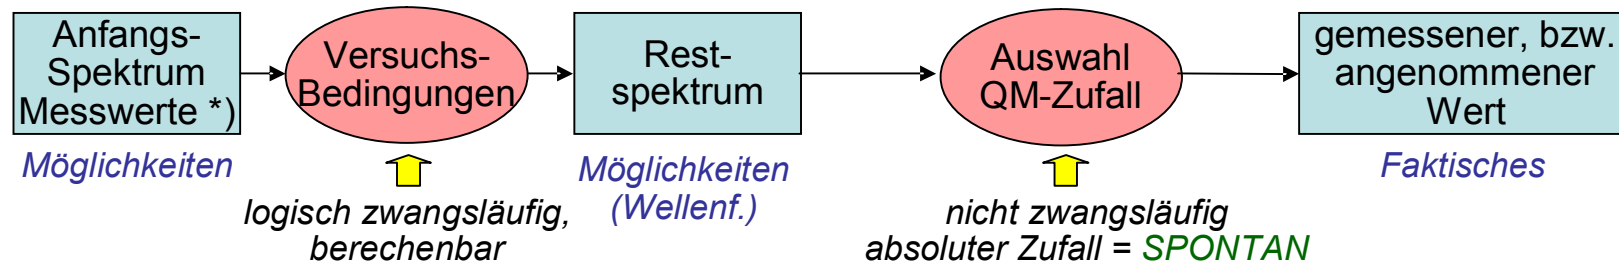 Anfangs-
Spektrum
Messwerte *)
Möglichkeiten
Versuchs-
Bedingungen
logisch zwangsläufig,
berechenbar
Rest-
spektrum
Möglichkeiten
(Wellenf.)
Auswahl
QM-Zufall
nicht zwangsläufig
absoluter Zufall = SPONTAN
gemessener, bzw.
angenommener
Wert
Faktisches